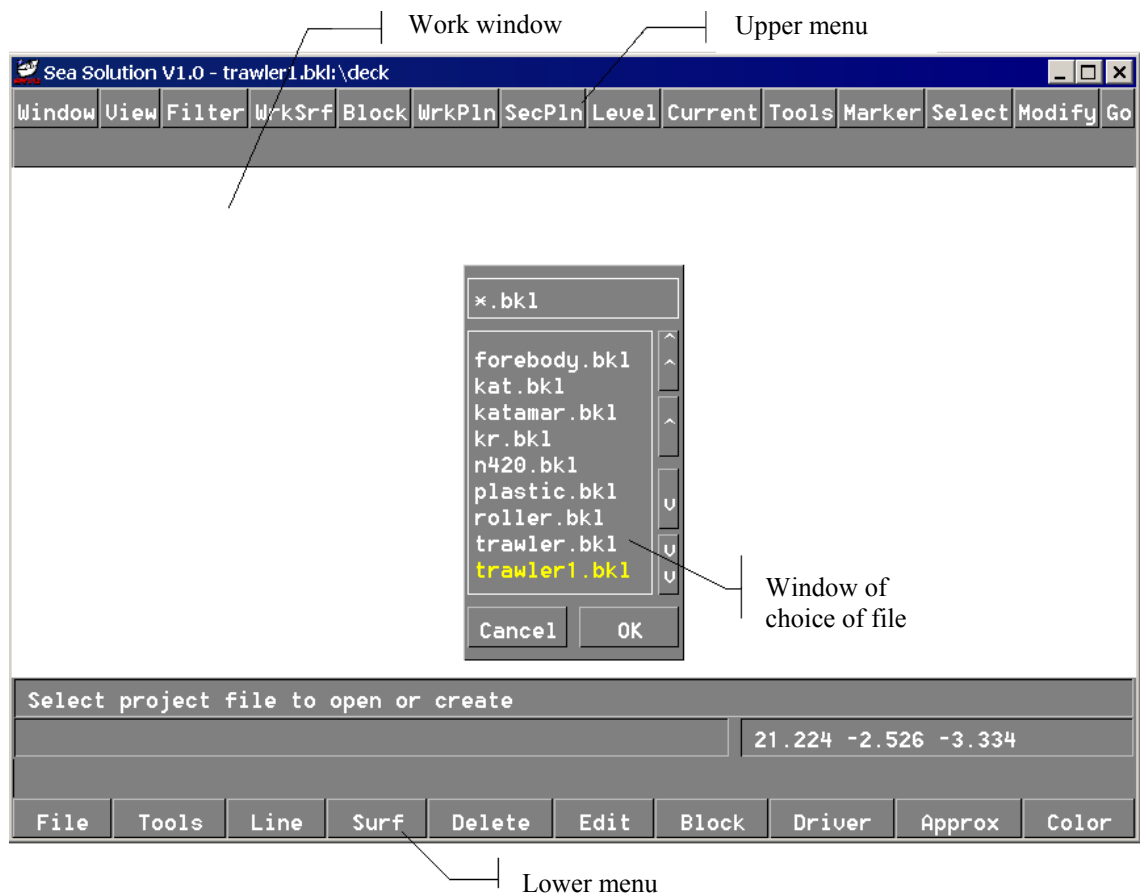 Work window
Upper menu
Sea Solution V1.0 - trawler1.bkl:\deck
Window View Filter WrkSrf Block WrkPln SecPln Level Current Tools Marker Select Modify Go
*.bkl
forebody.bkl
kat.bkl
katamar.bkl
kr.bkl
n420.bkl
plastic.bkl
roller.bkl
trawler.bkl
trawler1.bkl
^
^
^
v
v
v
Cancel OK
Window of
choice of file
Select project file to open or create
21.224 -2.526 -3.334
File Tools Line Surf Delete Edit Block Driver Approx Color
Lower menu